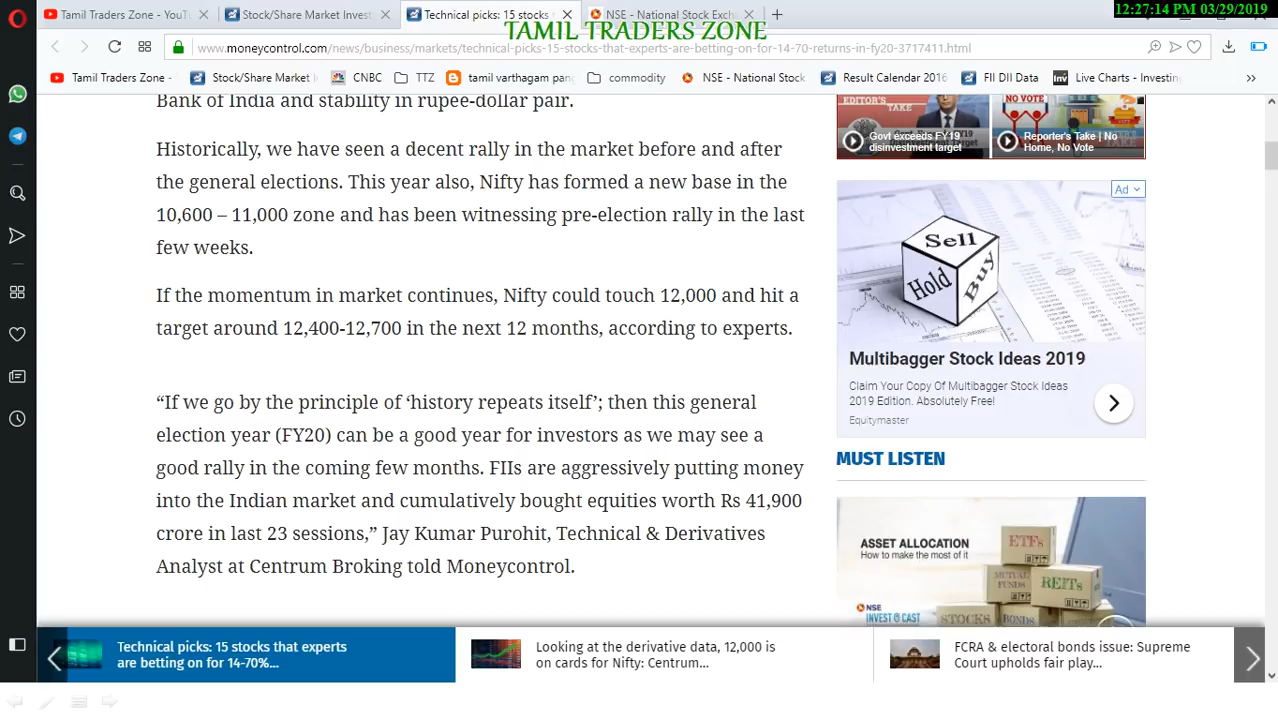 12:27:14 PM 03/29/2019
Tamil Traders Zone - YouTu
Stock/Share Market Invest
Technical picks: 15 stocks
NSE - National Stock Exch
TAMIL TRADERS ZONE
www.moneycontrol.com/news/business/markets/technical-picks-15-stocks-that-experts-are-betting-on-for-14-70-returns-in-fy20-3717411.html
Tamil Traders Zone -
Stock/Share Market I
CNBC
TTZ
tamil varthagam pan
commodity
NSE - National Stock
Result Calendar 2016
FII DII Data
Inv
Live Charts - Investin
Bank of India and stability in rupee-dollar pair.
Historically, we have seen a decent rally in the market before and after
the general elections. This year also, Nifty has formed a new base in the
10,600 – 11,000 zone and has been witnessing pre-election rally in the last
few weeks.
If the momentum in market continues, Nifty could touch 12,000 and hit a
target around 12,400-12,700 in the next 12 months, according to experts.
“If we go by the principle of ‘history repeats itself’; then this general
election year (FY20) can be a good year for investors as we may see a
good rally in the coming few months. FIIs are aggressively putting money
into the Indian market and cumulatively bought equities worth Rs 41,900
crore in last 23 sessions,” Jay Kumar Purohit, Technical & Derivatives
Analyst at Centrum Broking told Moneycontrol.
EDITOR'S
TAKE
Govt exceeds FY19
disinvestment target
NO VOTE
Reporter's Take | No
Home, No Vote
Ad
Sell
Hold
Buy
Multibagger Stock Ideas 2019
Claim Your Copy Of Multibagger Stock Ideas
2019 Edition. Absolutely Free!
Equitymaster
MUST LISTEN
ASSET ALLOCATION
How to make the most of it
ETFs
MUTUAL
FUNDS
REITs
STOCKS
BONDS
NSE
INVEST@CAST
Technical picks: 15 stocks that experts
are betting on for 14-70%...
Looking at the derivative data, 12,000 is
on cards for Nifty: Centrum...
FCRA & electoral bonds issue: Supreme
Court upholds fair play...